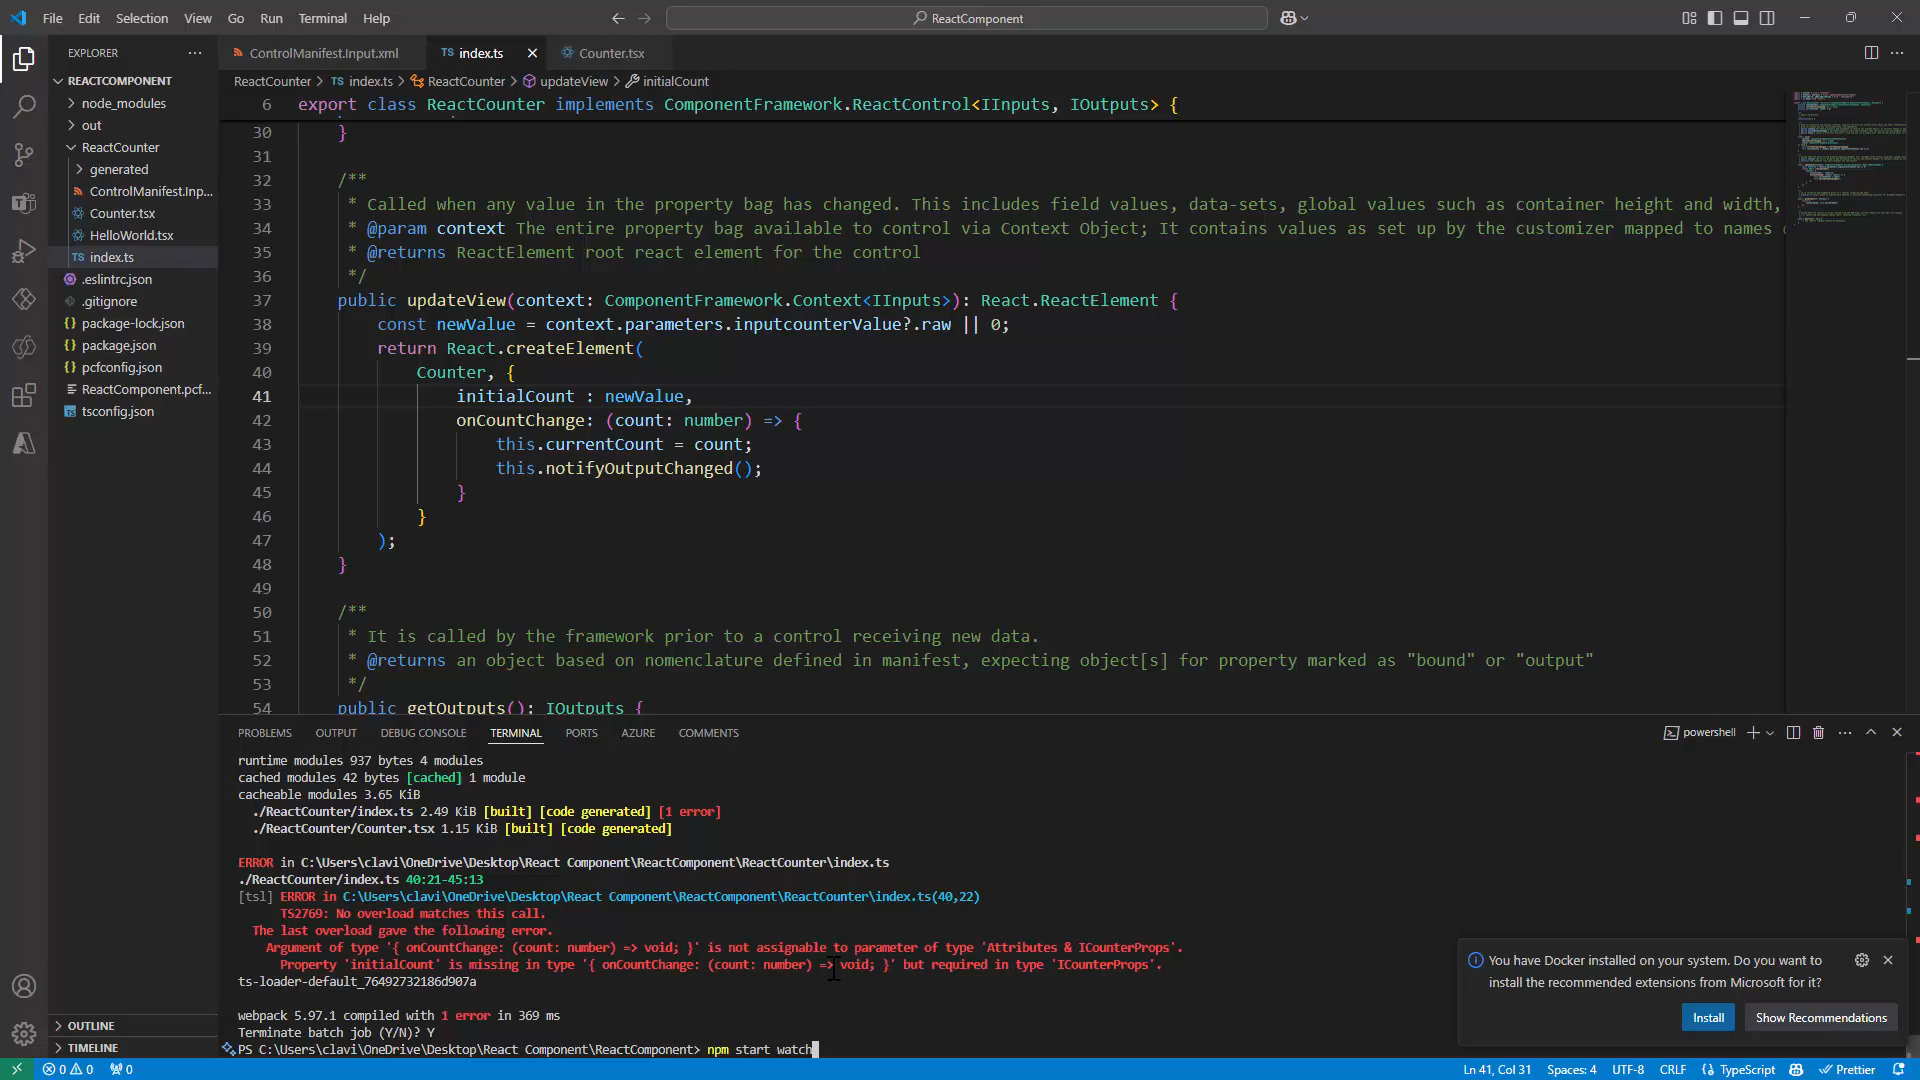 File Edit Selection View Go Run Terminal Help
ReactComponent
EXPLORER
REACTCOMPONENT
node_modules
out
ReactCounter
generated
ControlManifest.Inp...
Counter.tsx
HelloWorld.tsx
TS index.ts
.eslintrc.json
.gitignore
{} package-lock.json
{} package.json
{} pcfconfig.json
ReactComponent.pcf...
TS tsconfig.json
OUTLINE
TIMELINE
ControlManifest.Input.xml
TS index.ts
Counter.tsx
ReactCounter > TS index.ts > ReactCounter > updateView > initialCount
6 export class ReactCounter implements ComponentFramework.ReactControl<IInputs, IOutputs> {
30 }
31
32 /**
33 * Called when any value in the property bag has changed. This includes field values, data-sets, global values such as container height and width,
34 * @param context The entire property bag available to control via Context Object; It contains values as set up by the customizer mapped to names
35 * @returns ReactElement root react element for the control
36 */
37 public updateView(context: ComponentFramework.Context<IInputs>): React.ReactElement {
38 const newValue = context.parameters.inputcounterValue?.raw || 0;
39 return React.createElement(
40 Counter, {
41 initialCount : newValue,
42 onCountChange: (count: number) => {
43 this.currentCount = count;
44 this.notifyOutputChanged();
45 }
46 }
47 );
48 }
49
50 /**
51 * It is called by the framework prior to a control receiving new data.
52 * @returns an object based on nomenclature defined in manifest, expecting object[s] for property marked as "bound" or "output"
53 */
54 public getOutputs(): IOutputs {
PROBLEMS OUTPUT DEBUG CONSOLE TERMINAL PORTS AZURE COMMENTS
powershell
runtime modules 937 bytes 4 modules
cached modules 42 bytes [cached] 1 module
cacheable modules 3.65 KiB
./ReactCounter/index.ts 2.49 KiB [built] [code generated] [1 error]
./ReactCounter/Counter.tsx 1.15 KiB [built] [code generated]
ERROR in C:\Users\clavi\OneDrive\Desktop\React Component\ReactComponent\ReactCounter\index.ts
./ReactCounter/index.ts 40:21-45:13
[tsl] ERROR in C:\Users\clavi\OneDrive\Desktop\React Component\ReactComponent\ReactCounter\index.ts(40,22)
TS2769: No overload matches this call.
The last overload gave the following error.
Argument of type '{ onCountChange: (count: number) => void; }' is not assignable to parameter of type 'Attributes & ICounterProps'.
Property 'initialCount' is missing in type '{ onCountChange: (count: number) => void; }' but required in type 'ICounterProps'.
ts-loader-default_76492732186d907a
webpack 5.97.1 compiled with 1 error in 369 ms
Terminate batch job (Y/N)? Y
PS C:\Users\clavi\OneDrive\Desktop\React Component\ReactComponent> npm start watch
You have Docker installed on your system. Do you want to
install the recommended extensions from Microsoft for it?
Install
Show Recommendations
0 0 0
Ln 41, Col 31 Spaces: 4 UTF-8 CRLF {} TypeScript Prettier